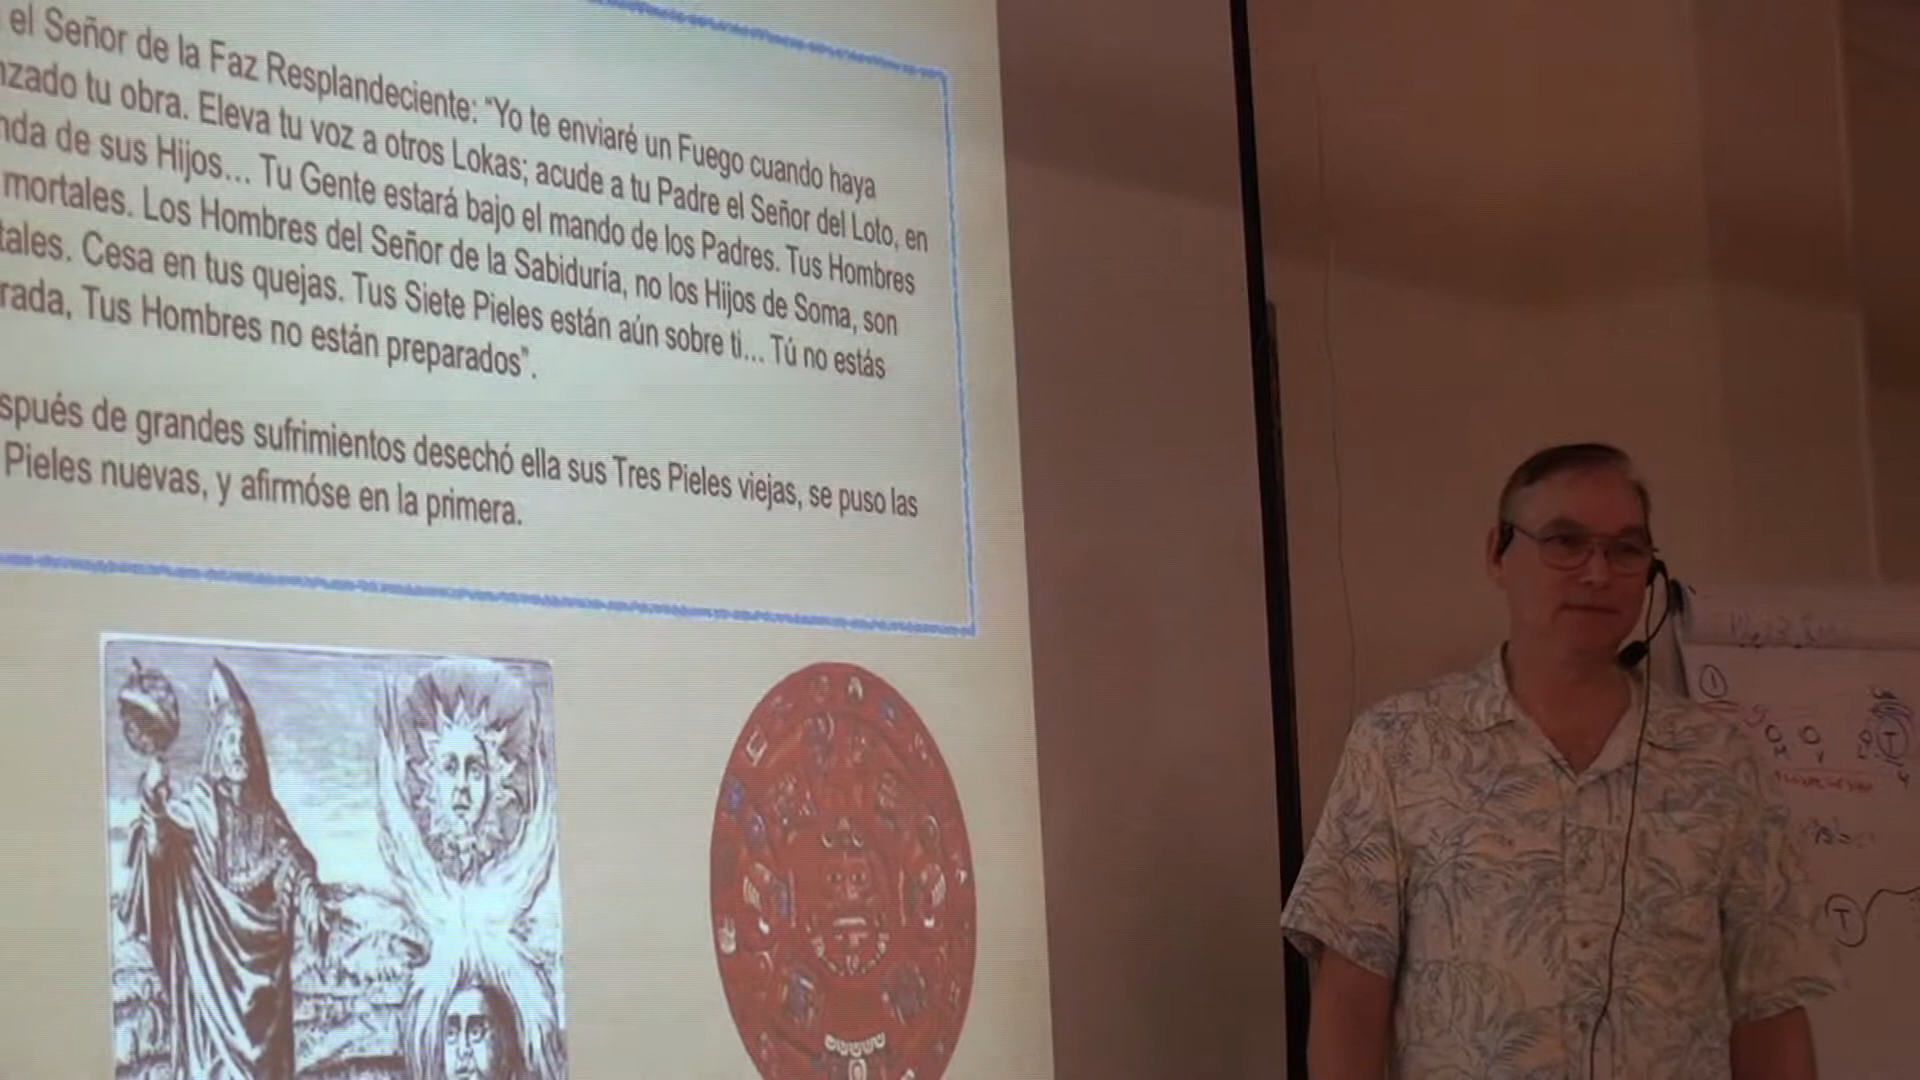 el Señor de la Faz Resplandeciente: “Yo te enviaré un Fuego cuando haya
nzado tu obra. Eleva tu voz a otros Lokas; acude a tu Padre el Señor del Loto, en
nda de sus Hijos... Tu Gente estará bajo el mando de los Padres. Tus Hombres
mortales. Los Hombres del Señor de la Sabiduría, no los Hijos de Soma, son
tales. Cesa en tus quejas. Tus Siete Pieles están aún sobre ti... Tú no estás
rada, Tus Hombres no están preparados”.
spués de grandes sufrimientos desechó ella sus Tres Pieles viejas, se puso las
Pieles nuevas, y afirmóse en la primera.
1
T
T